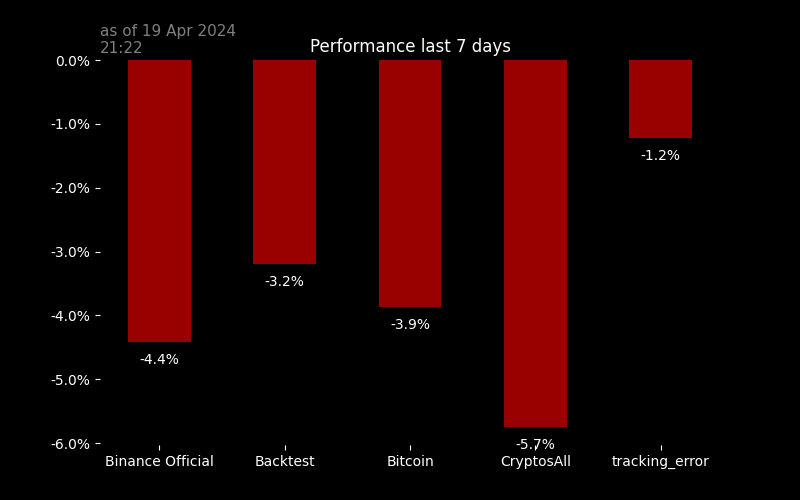 as of 19 Apr 2024
21:22
Performance last 7 days
0.0%
-1.0%
-2.0%
-3.0%
-4.0%
-5.0%
-6.0%
-4.4%
-3.2%
-3.9%
-5.7%
-1.2%
Binance Official
Backtest
Bitcoin
CryptosAll
tracking_error